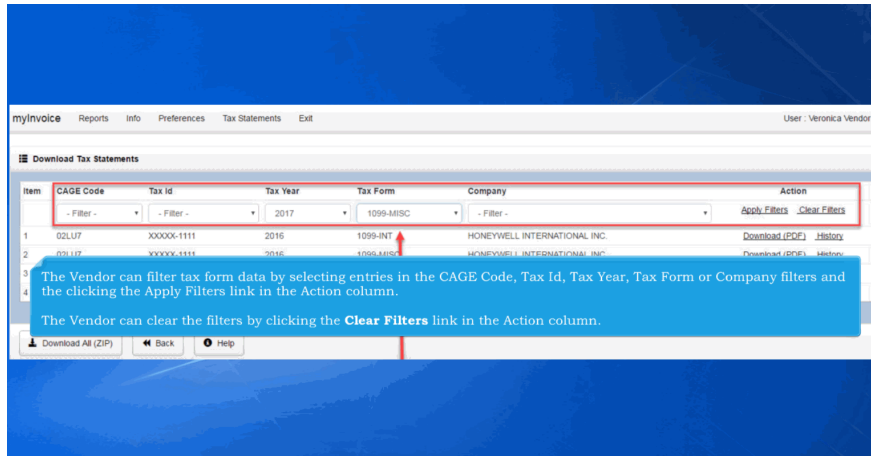 myInvoice Reports Info Preferences Tax Statements Exit User : Veronica Vendor
Download Tax Statements
Item CAGE Code Tax Id Tax Year Tax Form Company Action
- Filter - - Filter - 2017 1099-MISC - Filter - Apply Filters Clear Filters
1 02LU7 XXXXX-1111 2016 1099-INT HONEYWELL INTERNATIONAL INC. Download (PDF) History
2 02LU7 XXXXX-1111 2016 1099-MISC HONEYWELL INTERNATIONAL INC. Download (PDF) History
3
The Vendor can filter tax form data by selecting entries in the CAGE Code, Tax Id, Tax Year, Tax Form or Company filters and
the clicking the Apply Filters link in the Action column.
4
The Vendor can clear the filters by clicking the Clear Filters link in the Action column.
Download All (ZIP) Back Help